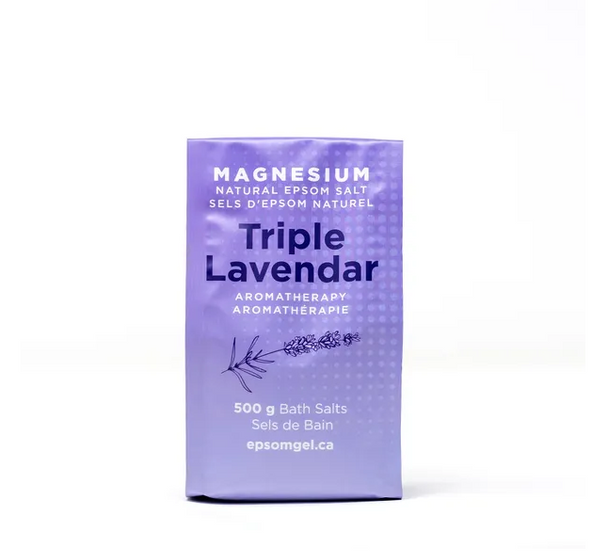 MAGNESIUM
NATURAL EPSOM SALT
SELS D'EPSOM NATUREL
Triple
Lavendar
AROMATHERAPY
AROMATHÉRAPIE
500 g Bath Salts
Sels de Bain
epsomgel.ca